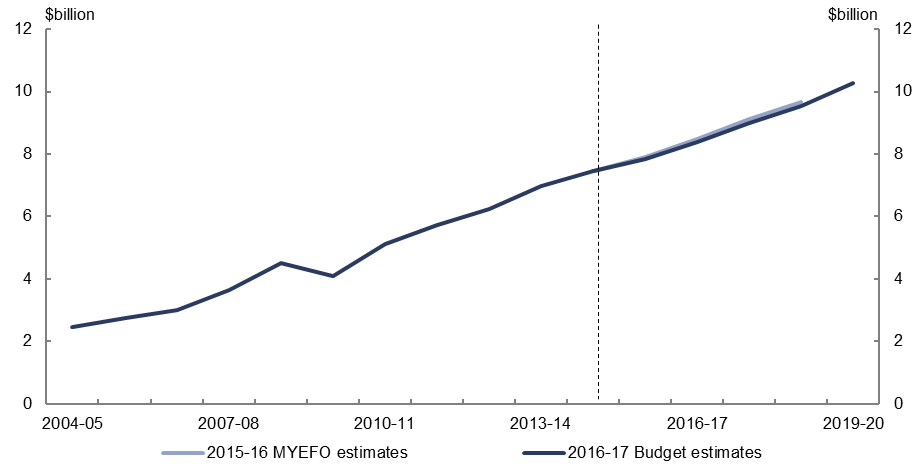 $billion $billion
12 12
10 10
8 8
6 6
4 4
2 2
0 0
2004-05 2007-08 2010-11 2013-14 2016-17 2019-20
2015-16 MYEFO estimates 2016-17 Budget estimates